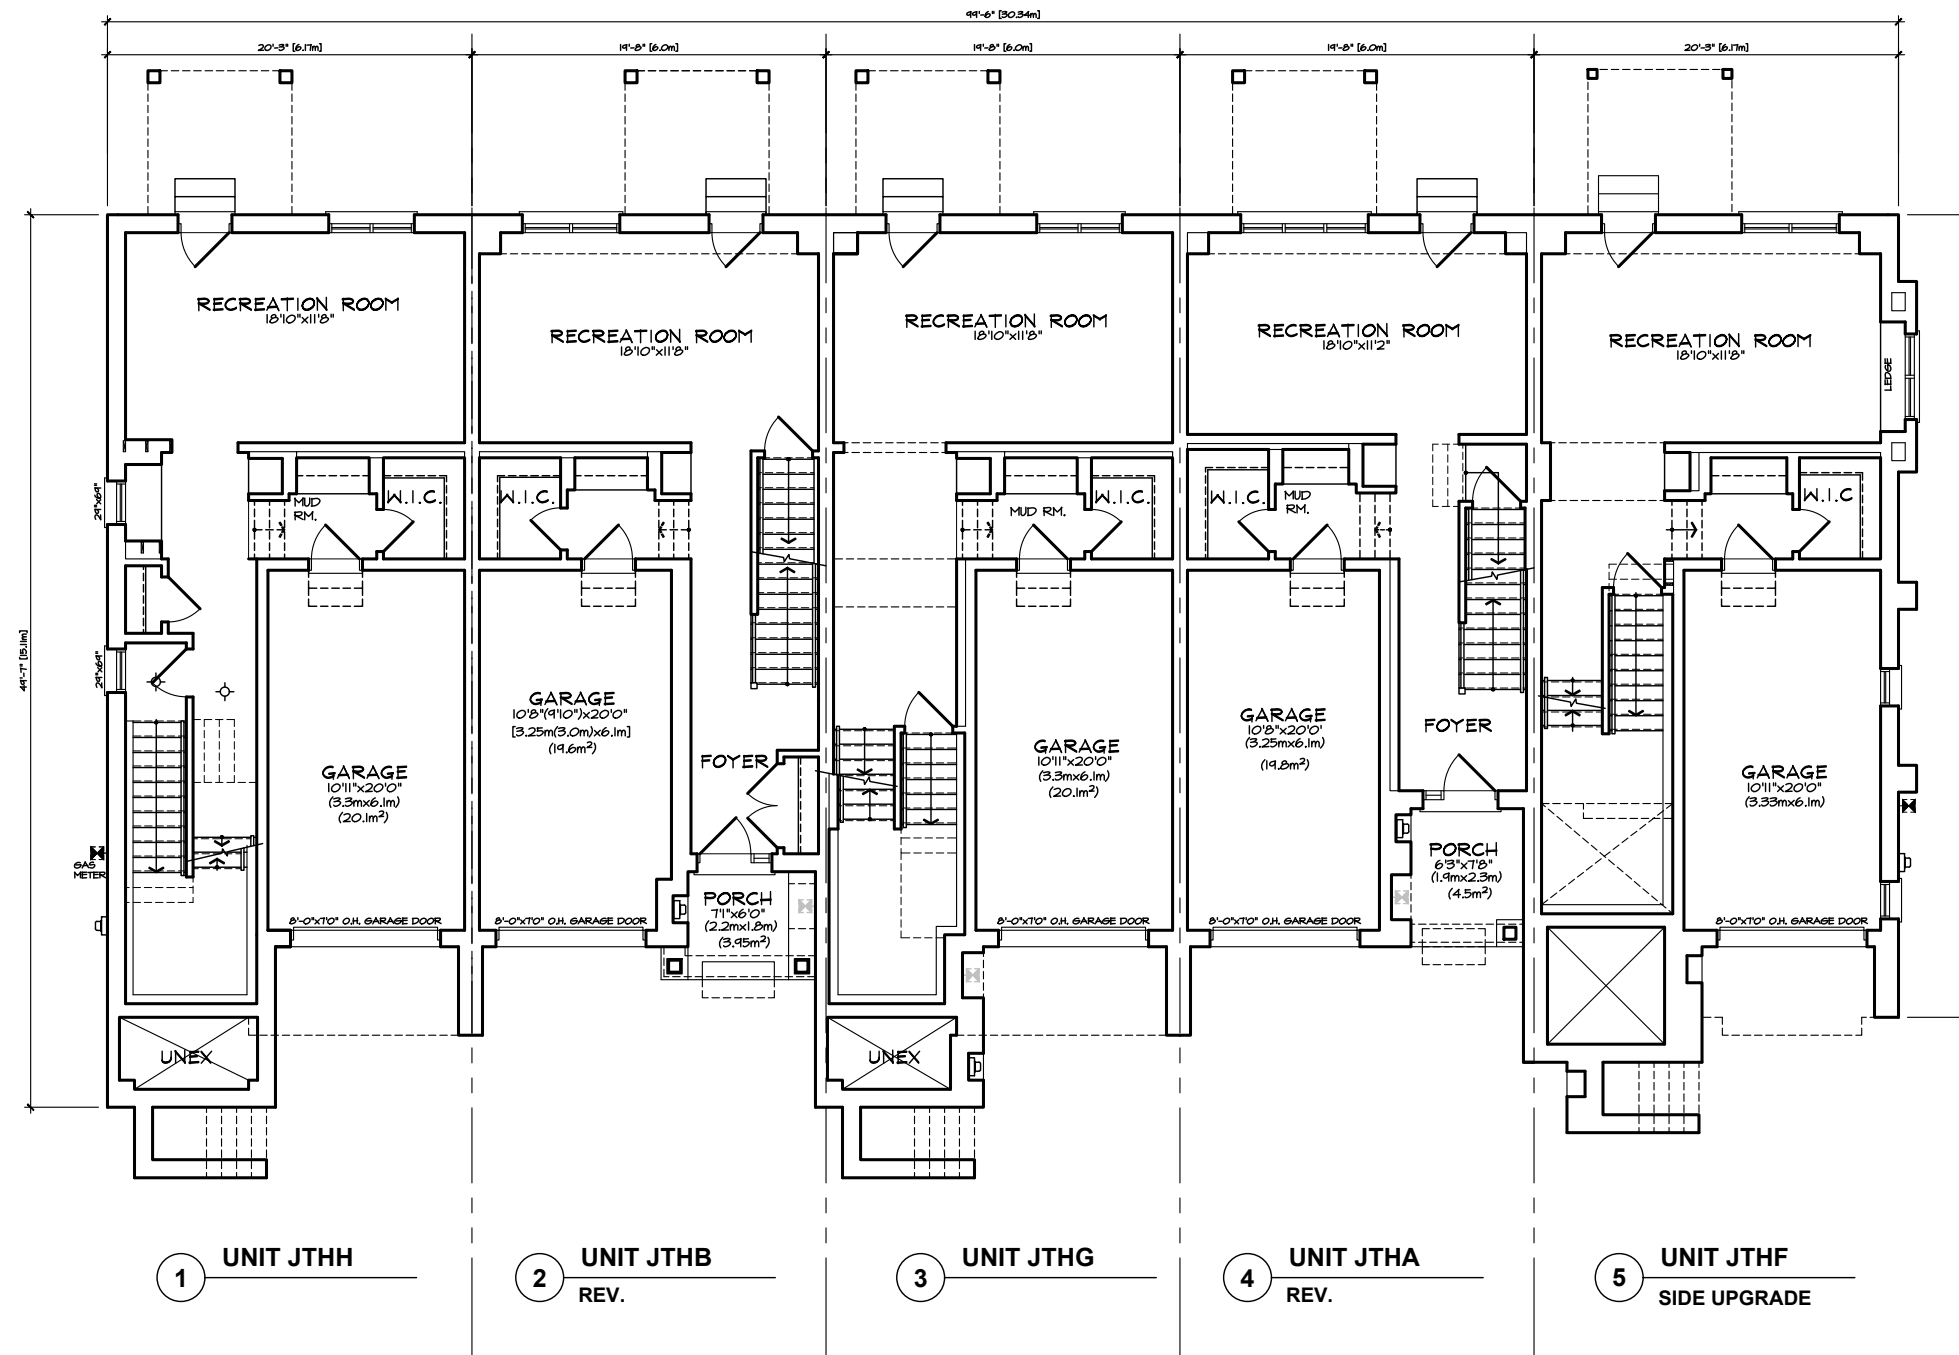 99'-6" [30.34m]
20'-3" [6.17m]
19'-8" [6.0m]
19'-8" [6.0m]
19'-8" [6.0m]
20'-3" [6.17m]
49'-7" [15.11m]
RECREATION ROOM
18'10"x11'8"
RECREATION ROOM
18'10"x11'8"
RECREATION ROOM
18'10"x11'8"
RECREATION ROOM
18'10"x11'2"
RECREATION ROOM
18'10"x11'8"
LEDGE
29"x69"
MUD
RM.
W.I.C.
W.I.C.
MUD RM.
W.I.C.
W.I.C.
MUD
RM.
W.I.C
29"x69"
GAS
METER
GARAGE
10'11"x20'0"
(3.3mx6.1m)
(20.1m²)
8'-0"x7'0" O.H. GARAGE DOOR
GARAGE
10'8"(9'10")x20'0"
[3.25m(3.0m)x6.1m]
(19.6m²)
8'-0"x7'0" O.H. GARAGE DOOR
FOYER
PORCH
7'1"x6'0"
(2.2mx1.8m)
(3.95m²)
GARAGE
10'11"x20'0"
(3.3mx6.1m)
(20.1m²)
8'-0"x7'0" O.H. GARAGE DOOR
GARAGE
10'8"x20'0'
(3.25mx6.1m)
(19.8m²)
8'-0"x7'0" O.H. GARAGE DOOR
FOYER
PORCH
6'3"x7'8"
(1.9mx2.3m)
(4.5m²)
GARAGE
10'11"x20'0"
(3.33mx6.1m)
8'-0"x7'0" O.H. GARAGE DOOR
UNEX
UNEX
1 UNIT JTHH
2 UNIT JTHB
REV.
3 UNIT JTHG
4 UNIT JTHA
REV.
5 UNIT JTHF
SIDE UPGRADE